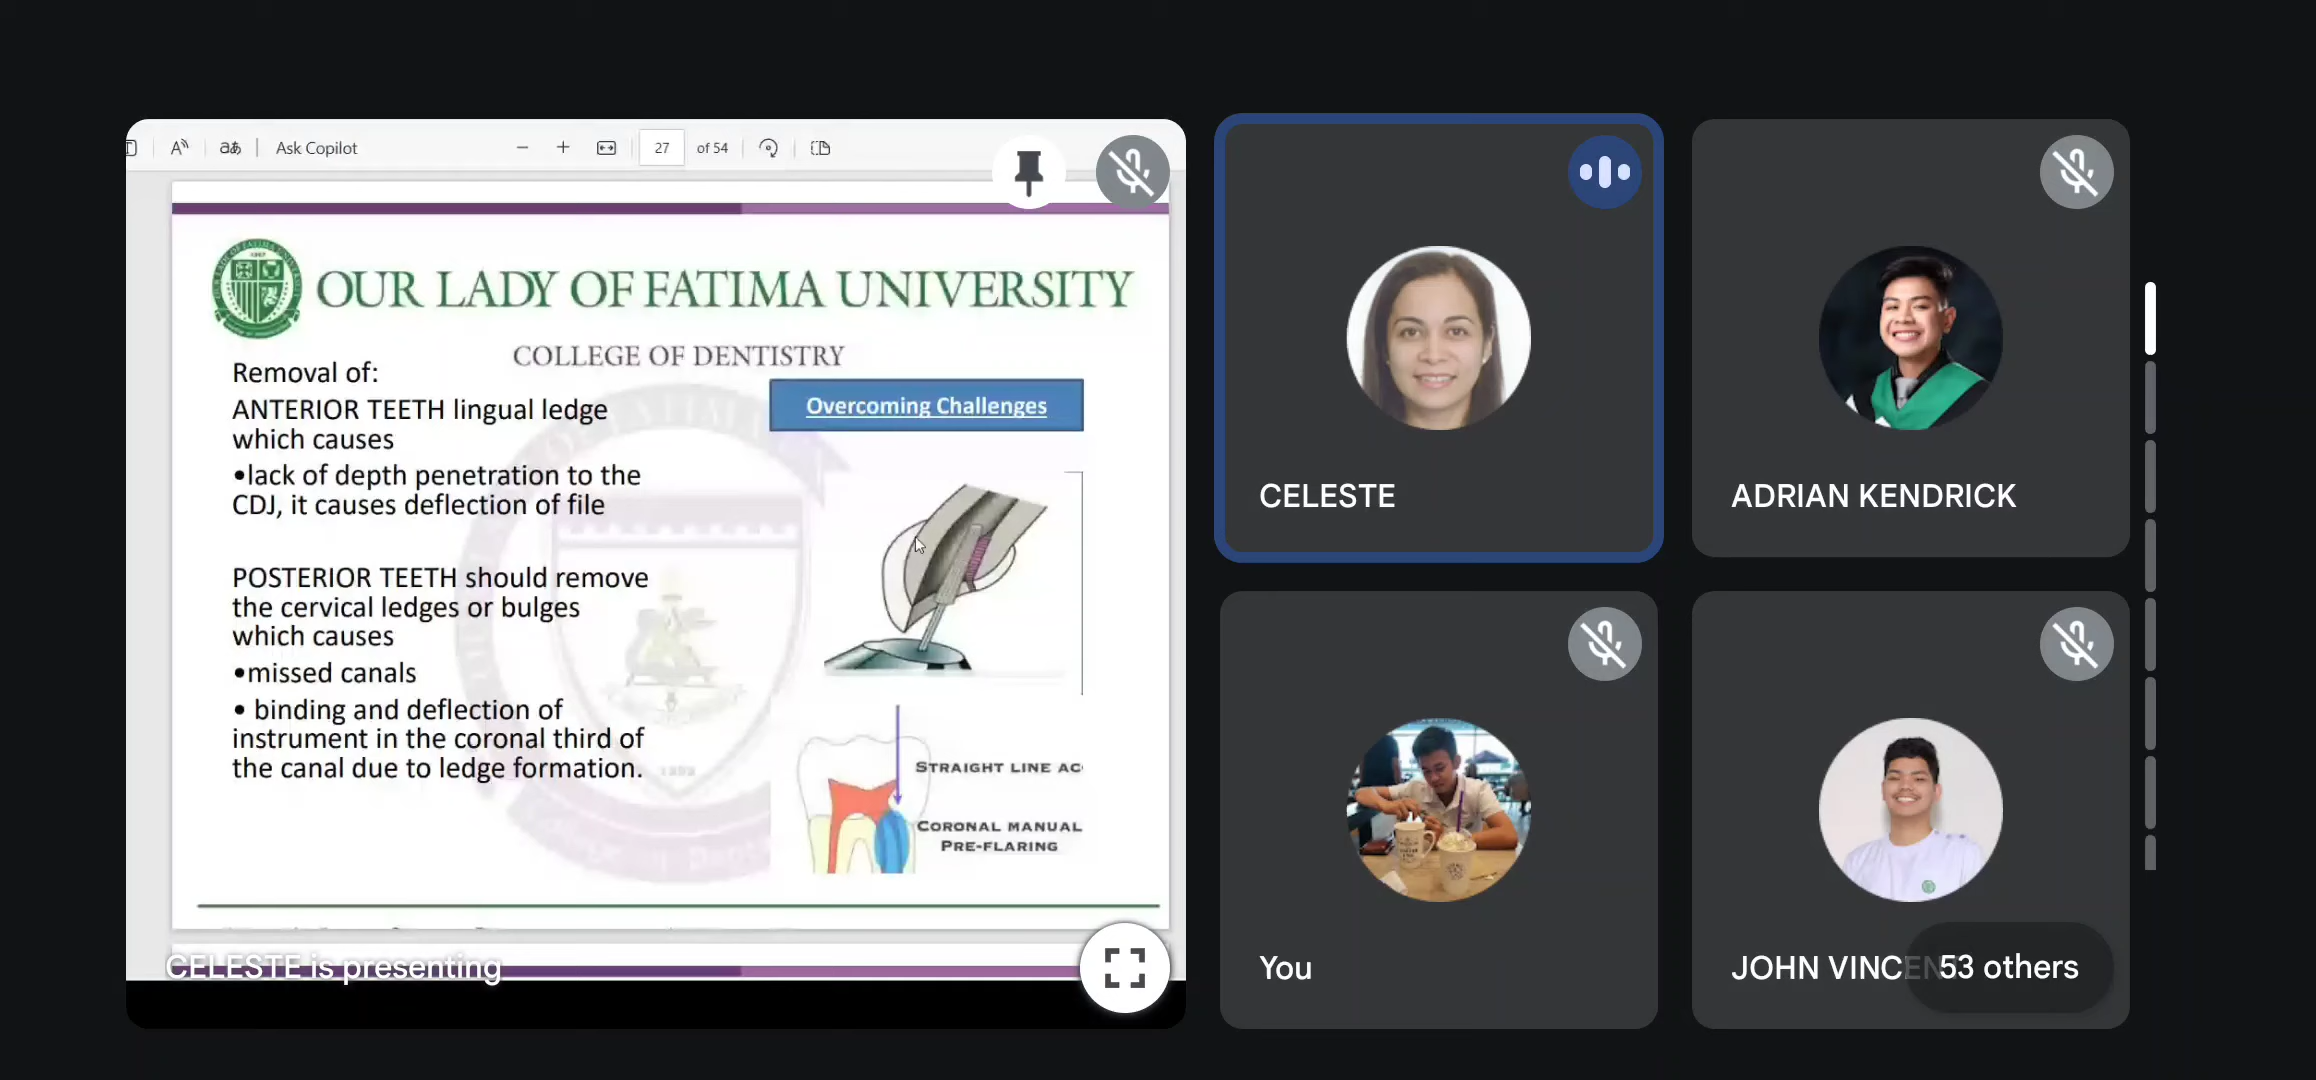 Ask Copilot
27
of 54
OUR LADY OF FATIMA UNIVERSITY
COLLEGE OF DENTISTRY
Removal of:
ANTERIOR TEETH lingual ledge
which causes
•lack of depth penetration to the
CDJ, it causes deflection of file
POSTERIOR TEETH should remove
the cervical ledges or bulges
which causes
•missed canals
• binding and deflection of
instrument in the coronal third of
the canal due to ledge formation.
Overcoming Challenges
STRAIGHT LINE AC
CORONAL MANUAL
PRE-FLARING
CELESTE is presenting
CELESTE
ADRIAN KENDRICK
You
JOHN VINCEN
53 others